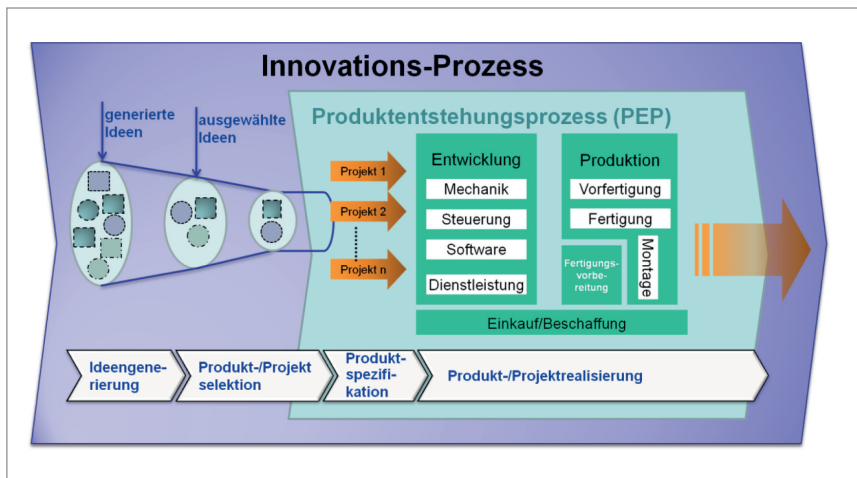 Innovations-Prozess
generierte
Ideen
ausgewählte
Ideen
Produktentstehungsprozess (PEP)
Projekt 1
Projekt 2
Projekt n
Entwicklung
Mechanik
Steuerung
Software
Dienstleistung
Produktion
Vorfertigung
Fertigung
Montage
Fertigungs-
vorbe-
reitung
Einkauf/Beschaffung
Ideengene-
rierung
Produkt-/Projekt
selektion
Produkt-
spezifi-
kation
Produkt-/Projektrealisierung